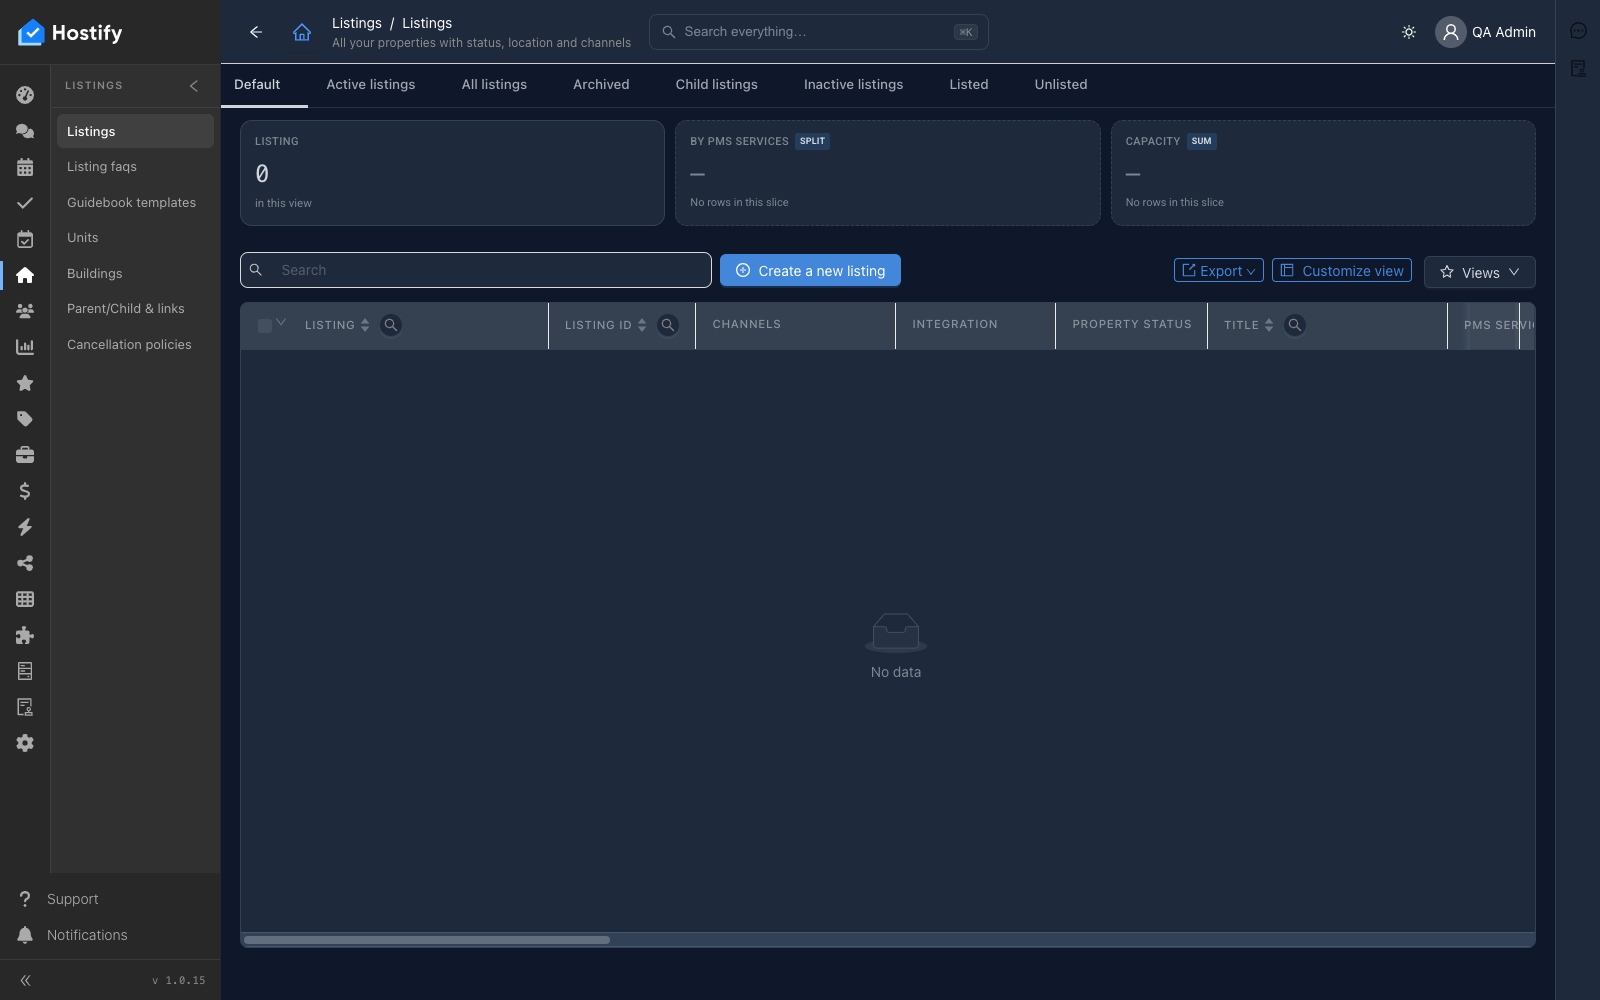 Hostify
Listings / Listings
All your properties with status, location and channels
Search everything...
⌘K
QA Admin
LISTINGS
Listings
Listing faqs
Guidebook templates
Units
Buildings
Parent/Child & links
Cancellation policies
Support
Notifications
v 1.0.15
Default
Active listings
All listings
Archived
Child listings
Inactive listings
Listed
Unlisted
LISTING
0
in this view
BY PMS SERVICES SPLIT
—
No rows in this slice
CAPACITY SUM
—
No rows in this slice
Search
Create a new listing
Export
Customize view
Views
LISTING
LISTING ID
CHANNELS
INTEGRATION
PROPERTY STATUS
TITLE
PMS SERVI
No data